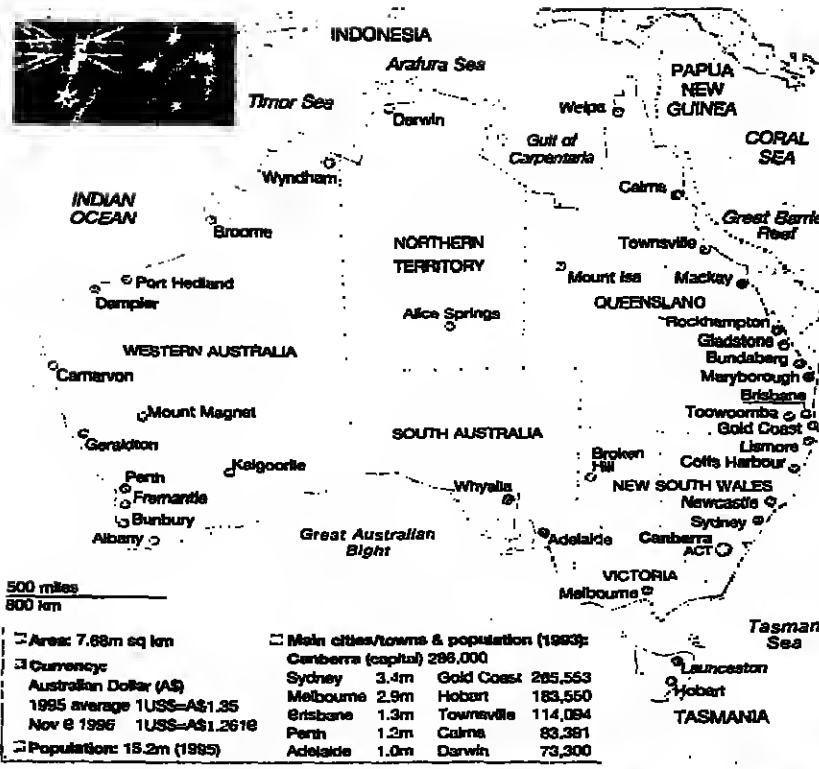 INDONESIA
Arafura Sea
PAPUA
NEW
GUINEA
Timor Sea
Darwin
Weipa
Gulf of
Carpentaria
CORAL
SEA
Wyndham
INDIAN
OCEAN
Cairns
Broome
Great Barrie
Reef
NORTHERN
TERRITORY
Townsville
Port Hedland
Dampier
Mount Isa
Mackay
QUEENSLAND
Alice Springs
Rockhampton
Gladstone
WESTERN AUSTRALIA
Bundaberg
Carnarvon
Maryborough
Brisbane
Mount Magnet
Toowoomba
Geraldton
SOUTH AUSTRALIA
Gold Coast
Lismore
Kalgoorlie
Broken
Hill
Coffs Harbour
Perth
Whyalla
NEW SOUTH WALES
Fremantle
Newcastle
Bunbury
Sydney
Albany
Great Australian
Bight
Adelaide
Canberra
ACT
VICTORIA
Melbourne
500 miles
800 km
Tasman
Sea
Launceston
Hobart
TASMANIA
Area: 7.68m sq km
Currency:
Australian Dollar (A$)
1995 average 1US$=A$1.35
Nov 6 1996 1US$=A$1.2616
Population: 18.2m (1995)
Main cities/towns & population (1993):
Canberra (capital) 296,000
Sydney 3.4m Gold Coast 265,553
Melbourne 2.9m Hobart 183,550
Brisbane 1.3m Townsville 114,094
Perth 1.2m Cairns 83,391
Adelaide 1.0m Darwin 73,300